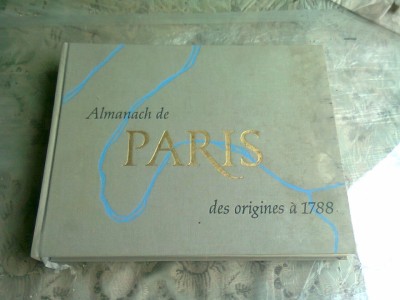 Almanach de
PARIS
des origines à 1788